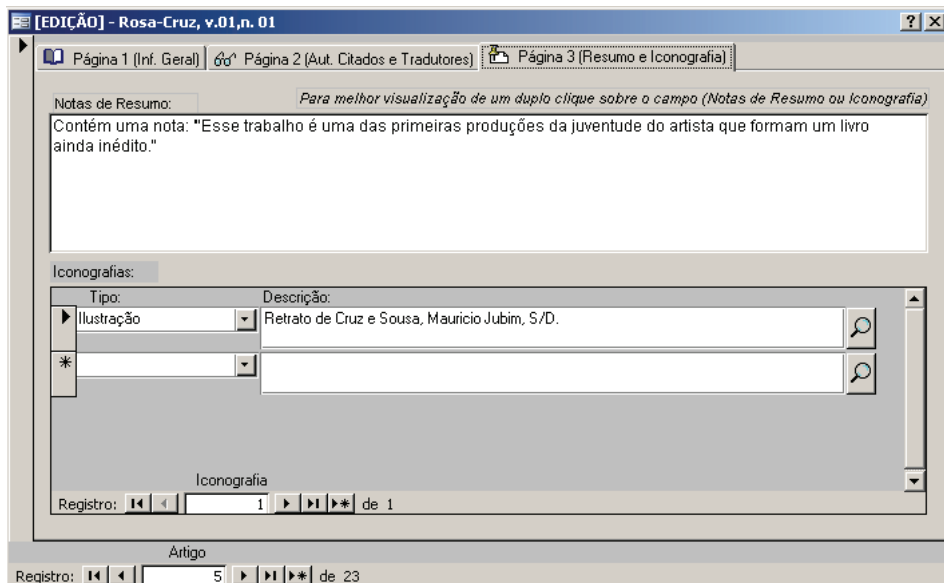 [EDIÇÃO] - Rosa-Cruz, v.01,n. 01
Página 1 (Inf. Geral) Página 2 (Aut. Citados e Tradutores) Página 3 (Resumo e Iconografia)
Notas de Resumo: Para melhor visualização de um duplo clique sobre o campo (Notas de Resumo ou Iconografia)
Contém uma nota: "Esse trabalho é uma das primeiras produções da juventude do artista que formam um livro
ainda inédito."
Iconografias:
Tipo: Descrição:
Ilustração Retrato de Cruz e Sousa, Mauricio Jubim, S/D.
Iconografia
Registro: 1 de 1
Artigo
Registro: 5 de 23